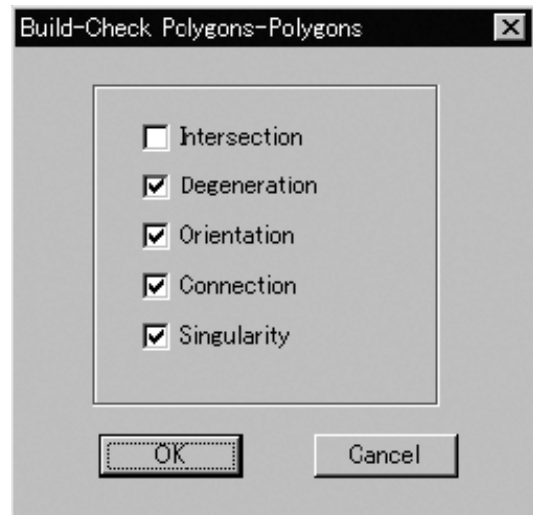 Build-Check Polygons-Polygons
Intersection
Degeneration
Orientation
Connection
Singularity
OK
Cancel